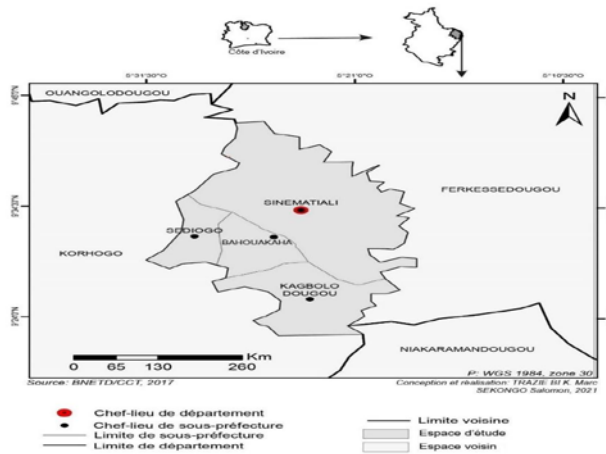 Côte d'Ivoire
5°31'30"O 5°21'0"O 5°10'30"O
OUANGOLODOUGOU
N
SINEMATIALI
FERKESSEDOUGOU
SEDIOGO
BAHOUAKAHA
KORHOGO
KAGBOLO
DOUGOU
Km
0 65 130 260
NIAKARAMANDOUGOU
P: WGS 1984, zone 30
Source: BNETD/CCT, 2017
Conception et réalisation: TRAZIE BI K. Marc
SEKONGO Salomon, 2021
Chef-lieu de département
Chef-lieu de sous-préfecture
Limite de sous-préfecture
Limite de département
Limite voisine
Espace d'étude
Espace voisin